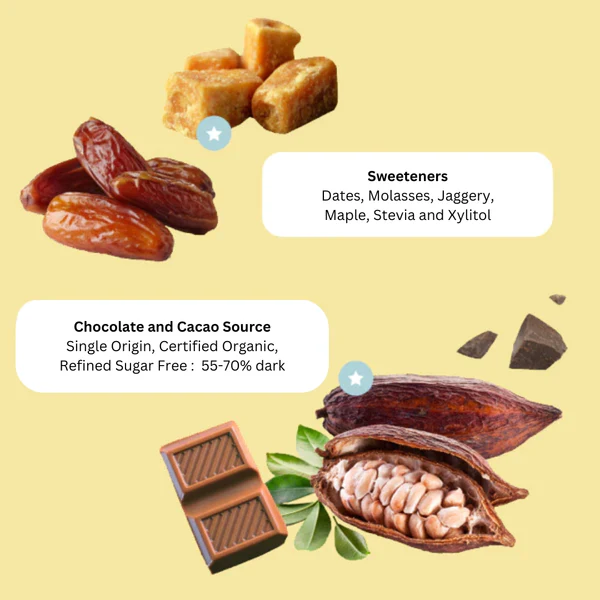 Sweeteners
Dates, Molasses, Jaggery,
Maple, Stevia and Xylitol
Chocolate and Cacao Source
Single Origin, Certified Organic,
Refined Sugar Free : 55-70% dark